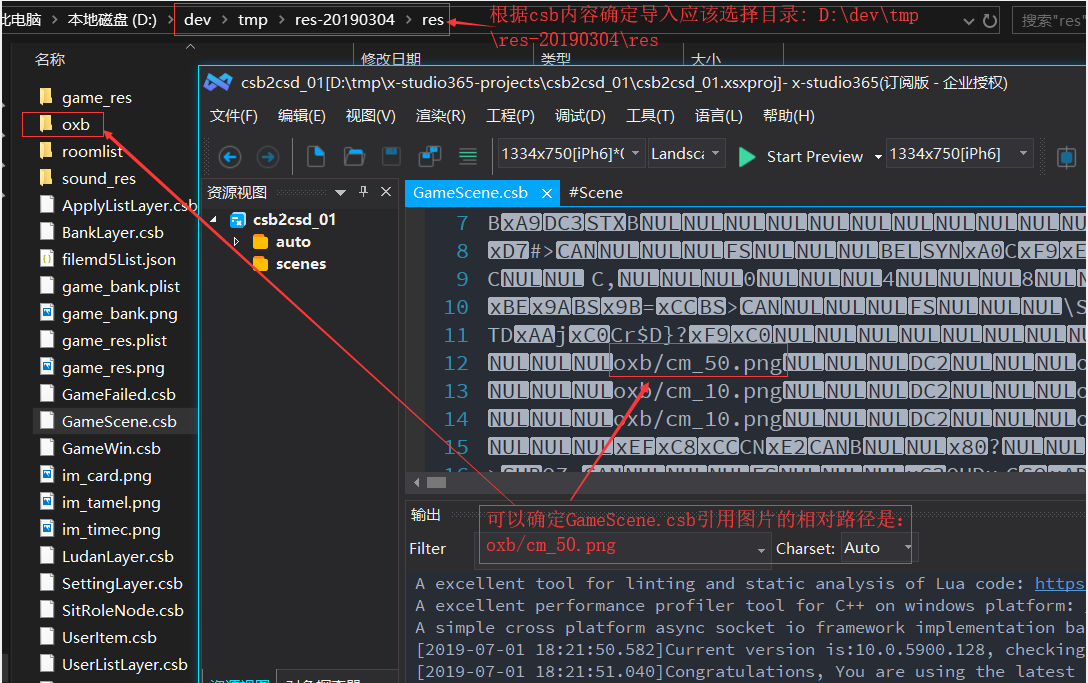 此电脑 > 本地磁盘 (D:) > dev > tmp > res-20190304 > res
根据csb内容确定导入应该选择目录: D:\dev\tmp
\res-20190304\res
搜索"res"
名称
修改日期
类型
大小
game_res
oxb
roomlist
sound_res
ApplyListLayer.csb
BankLayer.csb
filemd5List.json
game_bank.plist
game_bank.png
game_res.plist
game_res.png
GameFailed.csb
GameScene.csb
GameWin.csb
im_card.png
im_tamel.png
im_timec.png
LudanLayer.csb
SettingLayer.csb
SitRoleNode.csb
UserItem.csb
UserListLayer.csb
csb2csd_01[D:\tmp\x-studio365-projects\csb2csd_01\csb2csd_01.xsxproj]- x-studio365(订阅版 - 企业授权)
文件(F) 编辑(E) 视图(V) 渲染(R) 工程(P) 调试(D) 工具(T) 语言(L) 帮助(H)
1334x750[iPh6]*( Landsca Start Preview 1334x750[iPh6]
资源视图
csb2csd_01
auto
scenes
GameScene.csb × #Scene
7 BxA9DC3STXBNULNULNULNULNULNULNULNULNULNULNULNU
8 xD7#>CANNULNULNULFSNULNULNULBELSYNxA0CxF9xE
9 CNULNUL C,NULNULNUL0NULNULNUL4NULNULNUL8NULN
10 xBEx9ABSx9B=xCCBS>CANNULNULNULFSNULNULNUL\S
11 TDxAAjxC0Cr$D}?xF9xC0NULNULNULNULNULNULNULNUL
12 NULNULNULoxb/cm_50.pngNULNULNULDC2NULNULNULo
13 NULNULNULoxb/cm_10.pngNULNULNULDC2NULNULNULo
14 NULNULNULoxb/cm_10.pngNULNULNULDC2NULNULNULo
15 NULNULNULxEFxC8xCCCNxE2CANBNULNULx80?NULNUL
输出
可以确定GameScene.csb引用图片的相对路径是:
oxb/cm_50.png
Filter
Charset: Auto
A excellent tool for linting and static analysis of Lua code: https
A excellent performance profiler tool for C++ on windows platform:
A simple cross platform async socket io framework implementation ba
[2019-07-01 18:21:50.582]Current version is:10.0.5900.128, checking
[2019-07-01 18:21:51.040]Congratulations, You are using the latest
资源视图